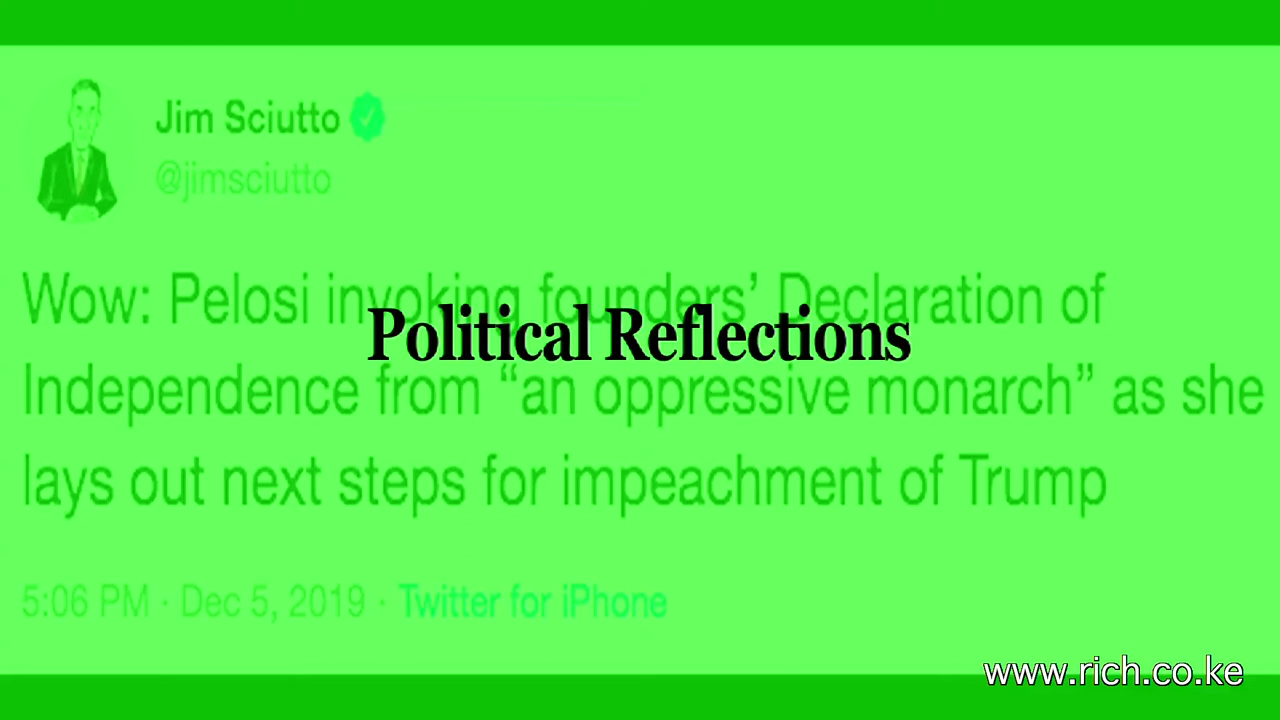 Jim Sciutto
@jimsciutto
Wow: Pelosi invoking founders’ Declaration of
Political Reflections
Independence from “an oppressive monarch” as she
lays out next steps for impeachment of Trump
5:06 PM · Dec 5, 2019 · Twitter for iPhone
www.rich.co.ke